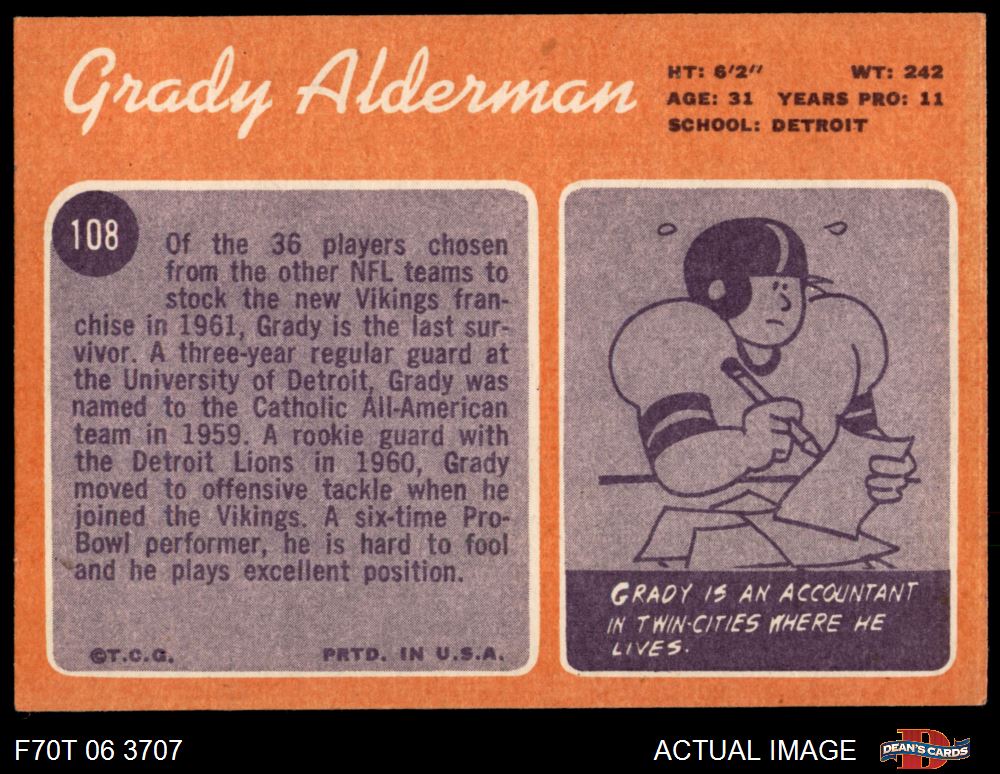 Grady Alderman
HT: 6'2" WT: 242
AGE: 31 YEARS PRO: 11
SCHOOL: DETROIT
108
Of the 36 players chosen
from the other NFL teams to
stock the new Vikings fran-
chise in 1961, Grady is the last sur-
vivor. A three-year regular guard at
the University of Detroit, Grady was
named to the Catholic All-American
team in 1959. A rookie guard with
the Detroit Lions in 1960, Grady
moved to offensive tackle when he
joined the Vikings. A six-time Pro-
Bowl performer, he is hard to fool
and he plays excellent position.
©T.C.G. PRTD. IN U.S.A.
GRADY IS AN ACCOUNTANT
IN TWIN-CITIES WHERE HE
LIVES.
F70T 06 3707
ACTUAL IMAGE
DEAN'S CARDS